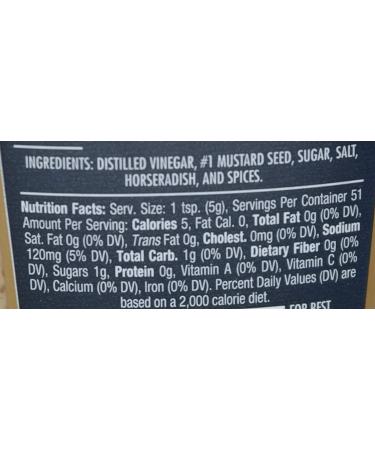 INGREDIENTS: DISTILLED VINEGAR, #1 MUSTARD SEED, SUGAR, SALT,
HORSERADISH, AND SPICES.
Nutrition Facts: Serv. Size: 1 tsp. (5g), Servings Per Container 51
Amount Per Serving: Calories 5, Fat Cal. 0, Total Fat 0g (0% DV),
Sat. Fat 0g (0% DV), Trans Fat 0g, Cholest. 0mg (0% DV), Sodium
120mg (5% DV), Total Carb. 1g (0% DV), Dietary Fiber 0g (0%
DV), Sugars 1g, Protein 0g, Vitamin A (0% DV), Vitamin C (0%
DV), Calcium (0% DV), Iron (0% DV). Percent Daily Values (DV) are
based on a 2,000 calorie diet.
FOR BEST